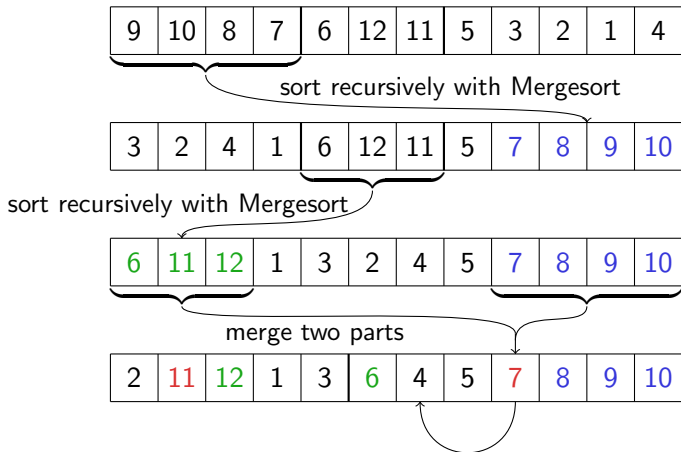 9 10 8 7 6 12 11 5 3 2 1 4
sort recursively with Mergesort
3 2 4 1 6 12 11 5 7 8 9 10
sort recursively with Mergesort
6 11 12 1 3 2 4 5 7 8 9 10
merge two parts
2 11 12 1 3 6 4 5 7 8 9 10